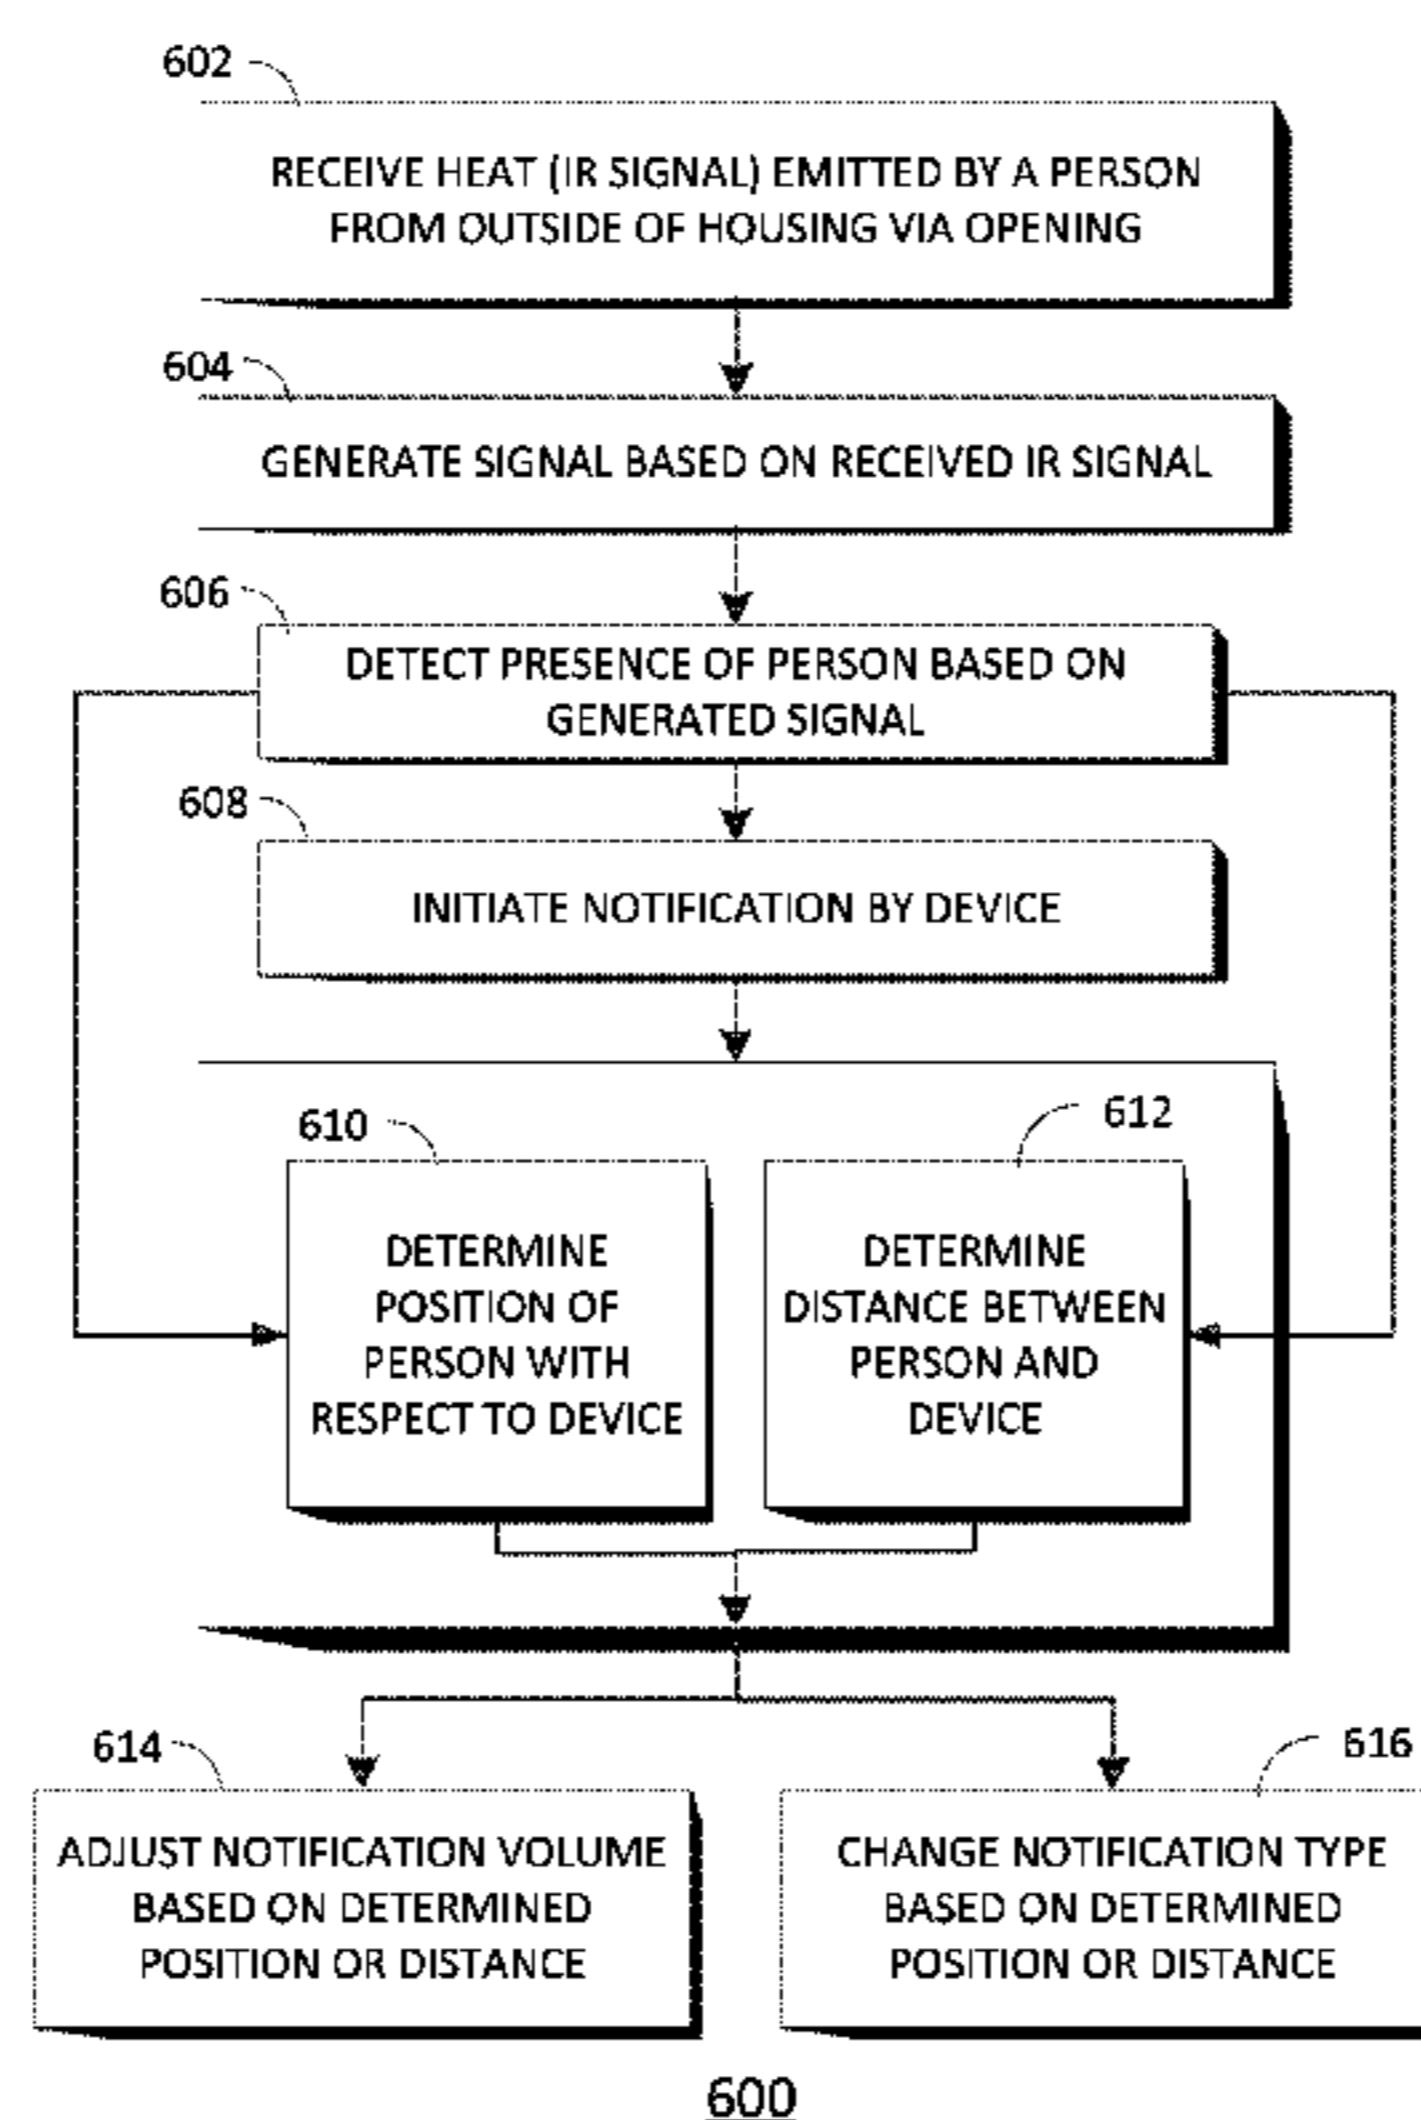 602
RECEIVE HEAT (IR SIGNAL) EMITTED BY A PERSON
FROM OUTSIDE OF HOUSING VIA OPENING
604
GENERATE SIGNAL BASED ON RECEIVED IR SIGNAL
606
DETECT PRESENCE OF PERSON BASED ON
GENERATED SIGNAL
608
INITIATE NOTIFICATION BY DEVICE
610
DETERMINE
POSITION OF
PERSON WITH
RESPECT TO DEVICE
612
DETERMINE
DISTANCE BETWEEN
PERSON AND
DEVICE
614
ADJUST NOTIFICATION VOLUME
BASED ON DETERMINED
POSITION OR DISTANCE
616
CHANGE NOTIFICATION TYPE
BASED ON DETERMINED
POSITION OR DISTANCE
600